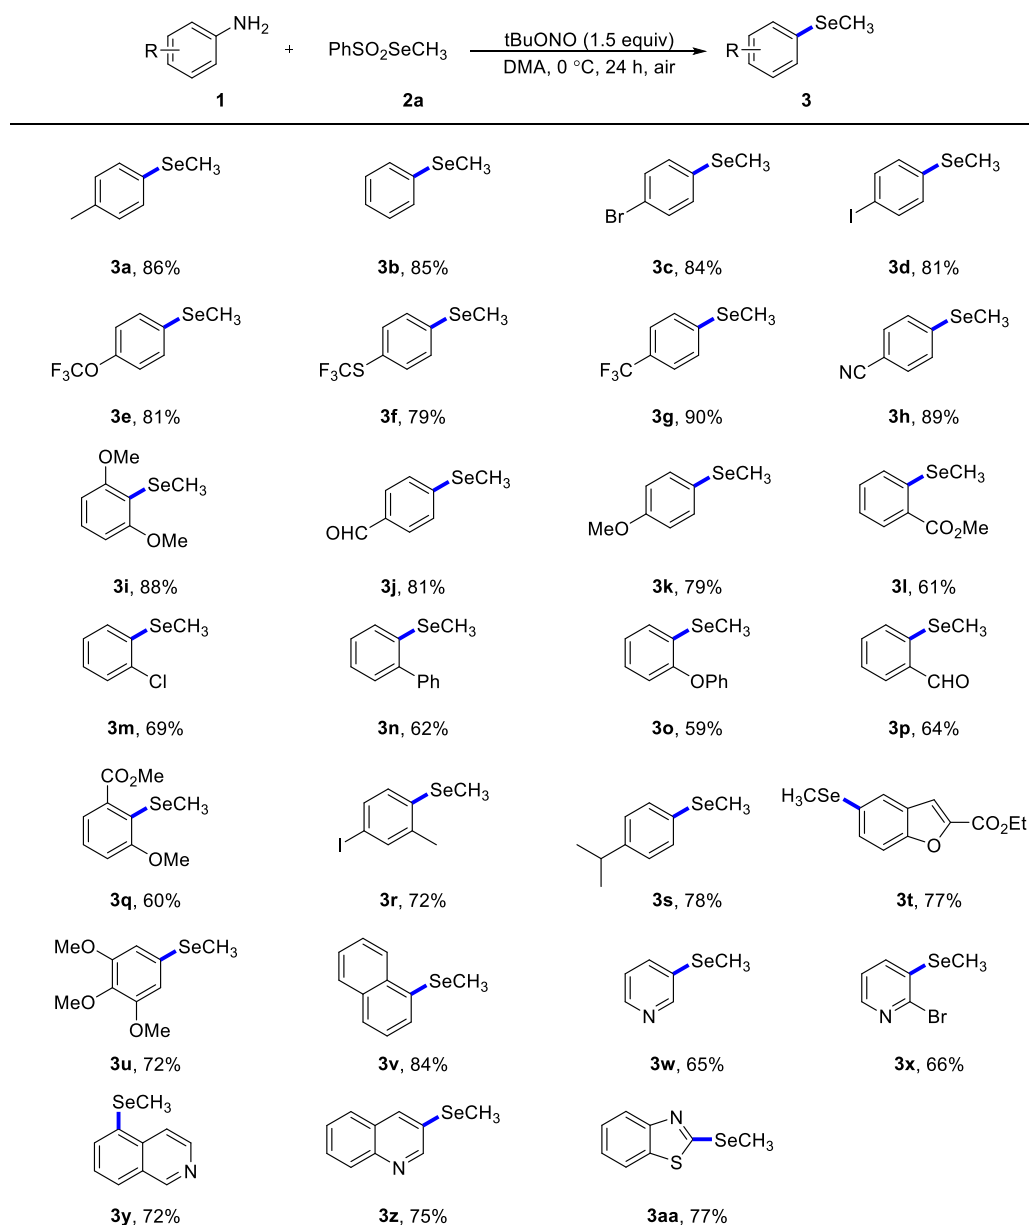 NH2
R
+
PhSO2SeCH3
tBuONO (1.5 equiv)
DMA, 0 °C, 24 h, air
SeCH3
R
1
2a
3
SeCH3
SeCH3
SeCH3
Br
SeCH3
I
3a, 86%
3b, 85%
3c, 84%
3d, 81%
SeCH3
F3CO
SeCH3
F3CS
SeCH3
F3C
SeCH3
NC
3e, 81%
3f, 79%
3g, 90%
3h, 89%
OMe
SeCH3
OMe
SeCH3
OHC
SeCH3
OMe
SeCH3
CO2Me
3i, 88%
3j, 81%
3k, 79%
3l, 61%
SeCH3
Cl
SeCH3
Ph
SeCH3
OPh
SeCH3
CHO
3m, 69%
3n, 62%
3o, 59%
3p, 64%
CO2Me
SeCH3
OMe
SeCH3
I
SeCH3
H3CSe
O
CO2Et
3q, 60%
3r, 72%
3s, 78%
3t, 77%
MeO
SeCH3
MeO
OMe
SeCH3
SeCH3
N
SeCH3
N
Br
3u, 72%
3v, 84%
3w, 65%
3x, 66%
SeCH3
N
SeCH3
N
N
S
SeCH3
3y, 72%
3z, 75%
3aa, 77%